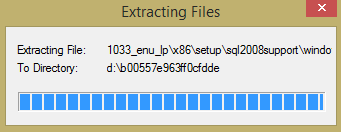 Extracting Files
Extracting File: 1033_enu_lp\x86\setup\sql2008support\windo
To Directory: d:\b00557e963ff0cfdde